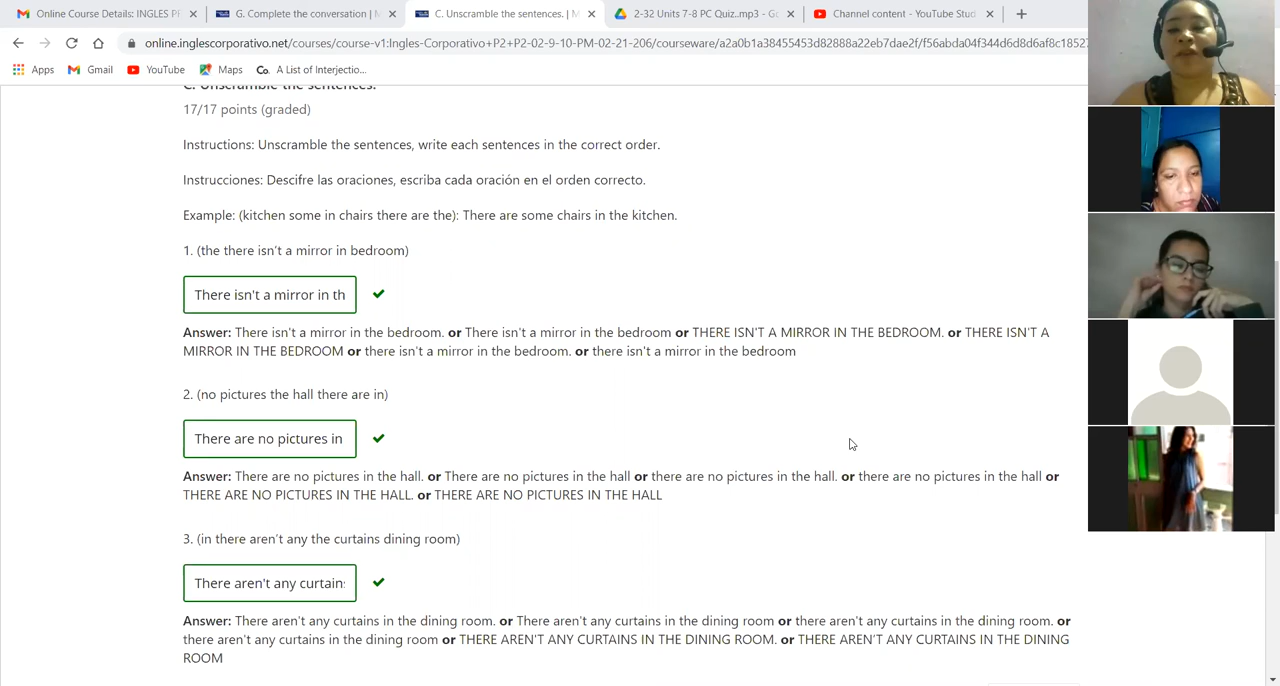 Online Course Details: INGLES P
G. Complete the conversation | M
C. Unscramble the sentences. | M
2-32 Units 7-8 PC Quiz..mp3 - Go
Channel content - YouTube Stud
online.inglescorporativo.net/courses/course-v1:Ingles-Corporativo+P2+P2-02-9-10-PM-02-21-206/courseware/a2a0b1a38455453d82888a22eb7dae2f/f56abda04f344d6d8d6af8c18527
Apps Gmail YouTube Maps Co. A List of Interjectio...
C. Unscramble the sentences.
17/17 points (graded)
Instructions: Unscramble the sentences, write each sentences in the correct order.
Instrucciones: Descifre las oraciones, escriba cada oración en el orden correcto.
Example: (kitchen some in chairs there are the): There are some chairs in the kitchen.
1. (the there isn't a mirror in bedroom)
There isn't a mirror in th
Answer: There isn't a mirror in the bedroom. or There isn't a mirror in the bedroom or THERE ISN'T A MIRROR IN THE BEDROOM. or THERE ISN'T A
MIRROR IN THE BEDROOM or there isn't a mirror in the bedroom. or there isn't a mirror in the bedroom
2. (no pictures the hall there are in)
There are no pictures in
Answer: There are no pictures in the hall. or There are no pictures in the hall or there are no pictures in the hall. or there are no pictures in the hall or
THERE ARE NO PICTURES IN THE HALL. or THERE ARE NO PICTURES IN THE HALL
3. (in there aren't any the curtains dining room)
There aren't any curtain
Answer: There aren't any curtains in the dining room. or There aren't any curtains in the dining room or there aren't any curtains in the dining room. or
there aren't any curtains in the dining room or THERE AREN'T ANY CURTAINS IN THE DINING ROOM. or THERE AREN'T ANY CURTAINS IN THE DINING
ROOM